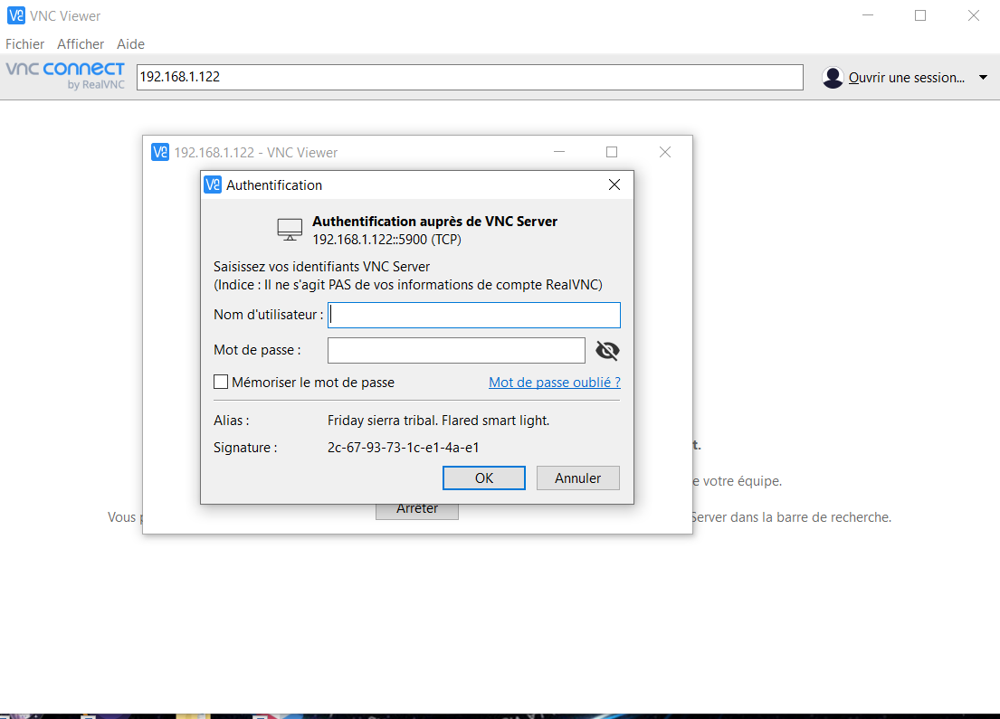 VNC Viewer
Fichier Afficher Aide
vnc connect
by RealVNC
192.168.1.122
Ouvrir une session...
192.168.1.122 - VNC Viewer
Authentification
Authentification auprès de VNC Server
192.168.1.122::5900 (TCP)
Saisissez vos identifiants VNC Server
(Indice : Il ne s'agit PAS de vos informations de compte RealVNC)
Nom d'utilisateur :
Mot de passe :
Mémoriser le mot de passe Mot de passe oublié ?
Alias : Friday sierra tribal. Flared smart light.
Signature : 2c-67-93-73-1c-e1-4a-e1
t.
OK Annuler
e votre équipe.
Arrêter
Vous Server dans la barre de recherche.